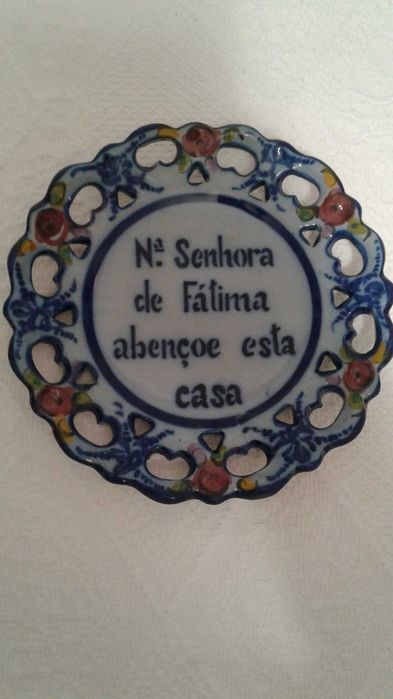 Nª Senhora
de Fátima
abençoe esta
casa